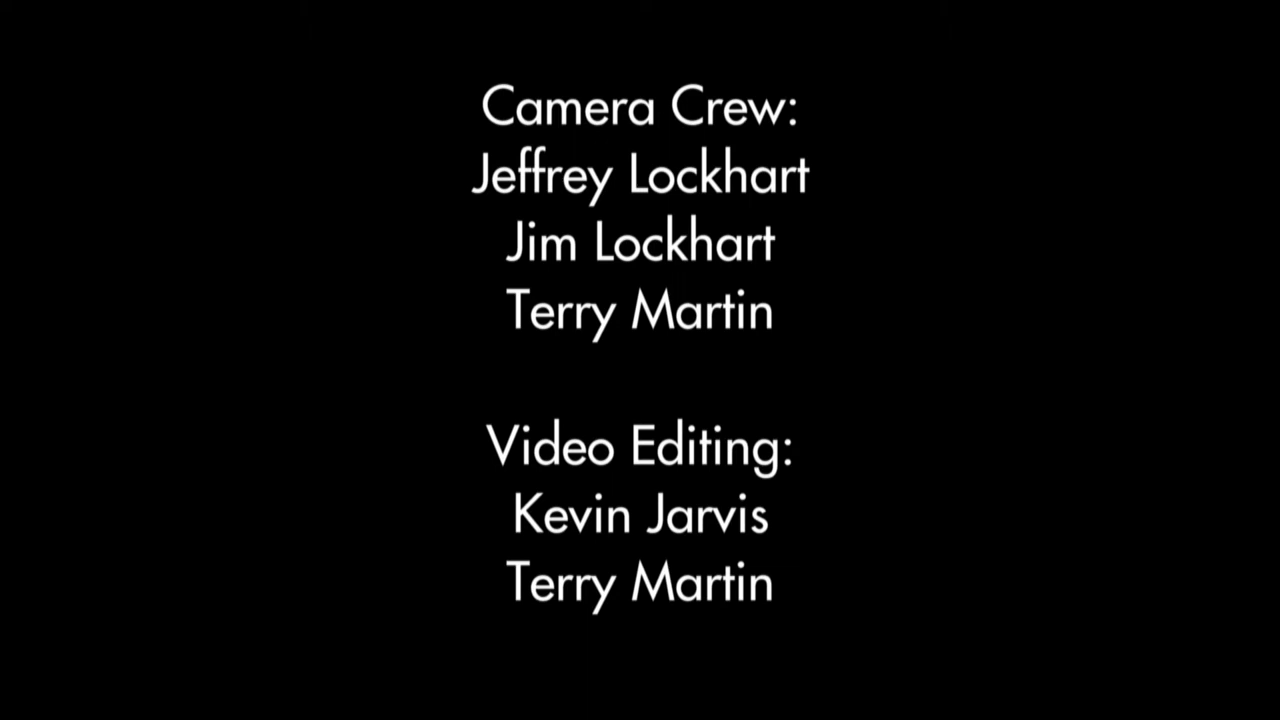 Camera Crew:
Jeffrey Lockhart
Jim Lockhart
Terry Martin
Video Editing:
Kevin Jarvis
Terry Martin